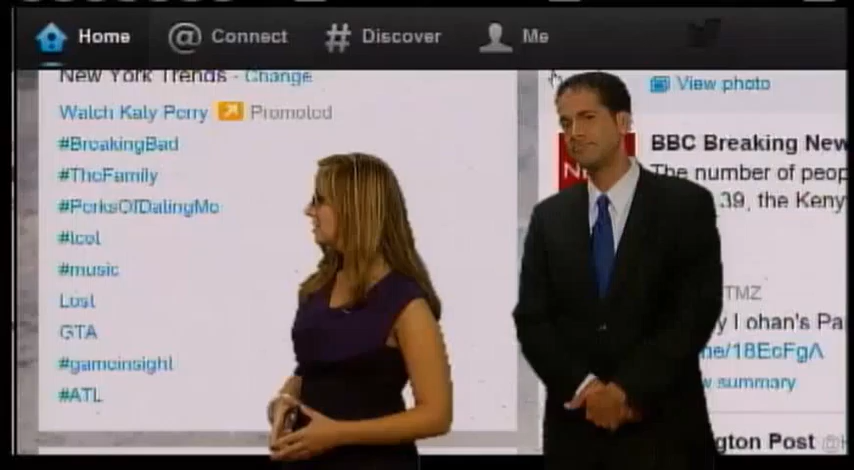 Home @ Connect # Discover Me
New York Trends - Change
Watch Katy Perry Promoted
#BreakingBad
#TheFamily
#PerksOfDatingMe
#icot
#music
Lost
GTA
#gameinsight
#ATL
View photo
BBC Breaking New
The number of peop
39, the Keny
TMZ
y Lohan's Pa
ne/18EcFgA
summary
gton Post @H